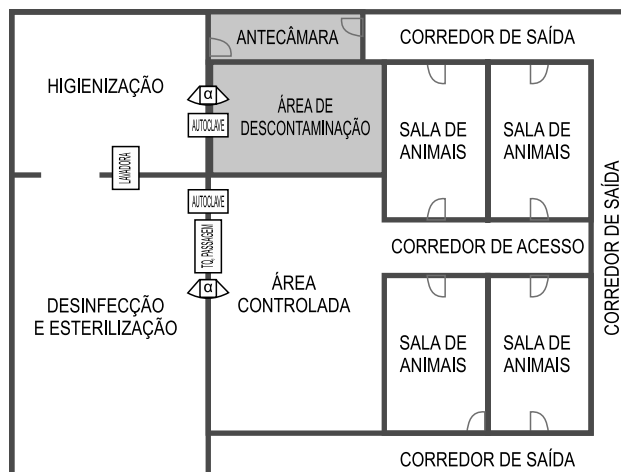 ANTECÂMARA
CORREDOR DE SAÍDA
HIGIENIZAÇÃO
α
AUTOCLAVE
ÁREA DE
DESCONTAMINAÇÃO
SALA DE
ANIMAIS
SALA DE
ANIMAIS
LAVADORA
AUTOCLAVE
TQ. PASSAGEM
α
CORREDOR DE ACESSO
CORREDOR DE SAÍDA
DESINFECÇÃO
E ESTERILIZAÇÃO
ÁREA
CONTROLADA
SALA DE
ANIMAIS
SALA DE
ANIMAIS
CORREDOR DE SAÍDA